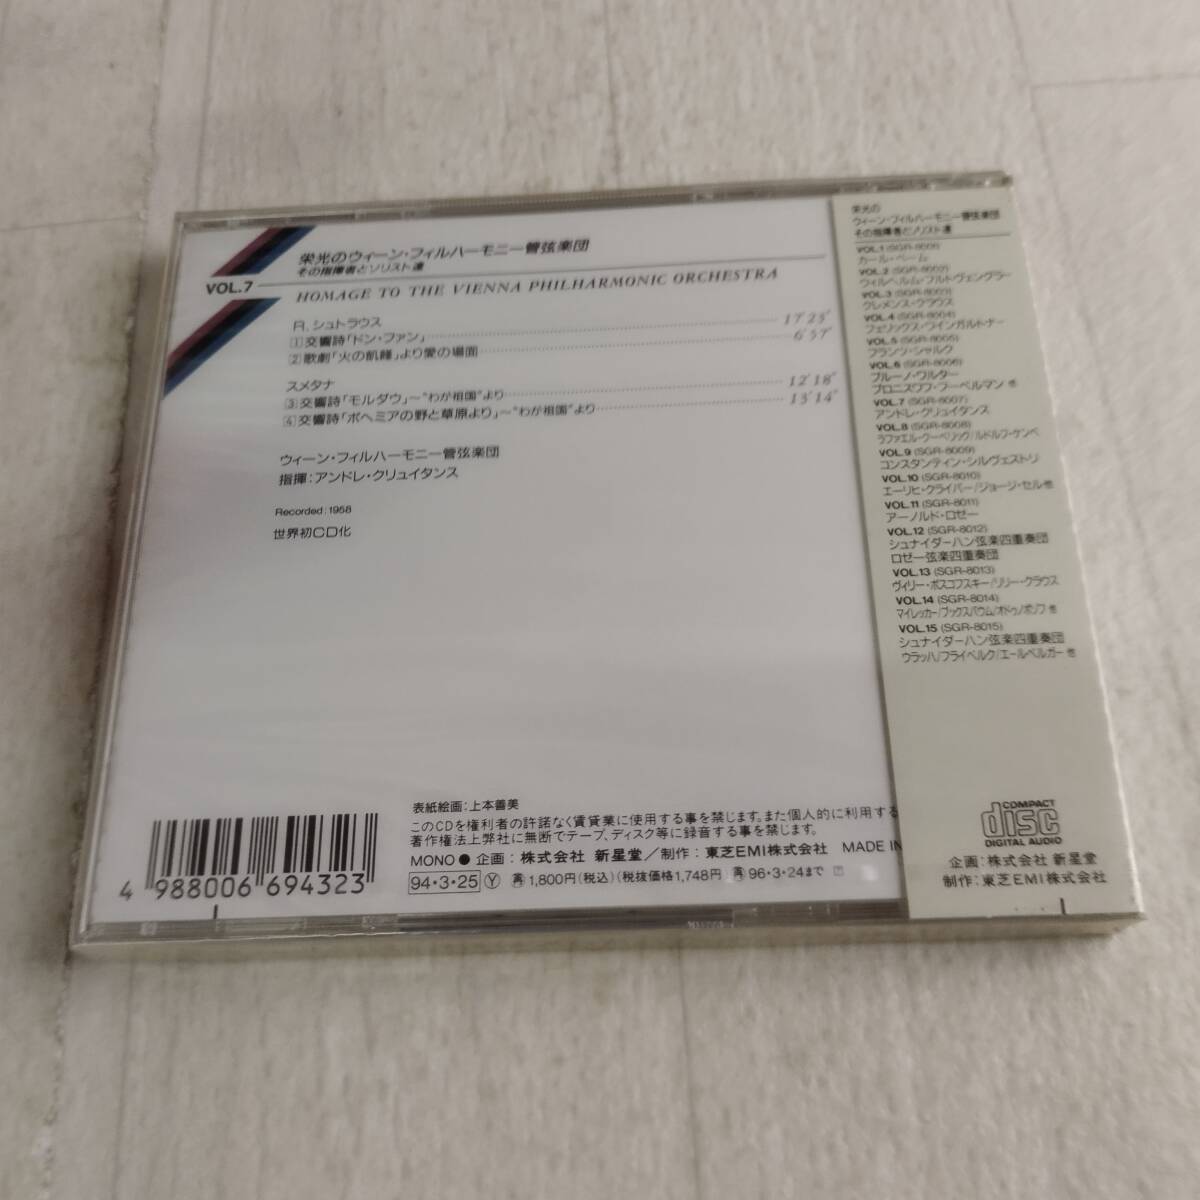 栄光のウィーン・フィルハーモニー管弦楽団
その指揮者とソリスト達
VOL.7
HOMAGE TO THE VIENNA PHILHARMONIC ORCHESTRA
R.シュトラウス
1 交響詩「ドン・ファン」 17'25"
2 歌劇「火の飢饉」より愛の場面 6'57"
スメタナ
3 交響詩「モルダウ」〜"わが祖国"より 12'18"
4 交響詩「ボヘミアの野と草原より」〜"わが祖国"より 13'14"
ウィーン・フィルハーモニー管弦楽団
指揮:アンドレ・クリュイタンス
Recorded:1958
世界初CD化
表紙絵画:上本善美
このCDを権利者の許諾なく賃貸業に使用する事を禁じます。また個人的に利用する
著作権法上弊社に無断でテープ、ディスク等に録音する事を禁じます。
MONO ● 企画:株式会社 新星堂/制作:東芝EMI株式会社 MADE IN
94・3・25 Y 再1,800円(税込)(税抜価格1,748円) 再96・3・24まで
4 988006 694323
栄光の
ウィーン・フィルハーモニー管弦楽団
その指揮者とソリスト達
VOL.1 (SGR-8001)
カール・ベーム
VOL.2 (SGR-8002)
ウィルヘルム・フルトヴェングラー
VOL.3 (SGR-8003)
クレメンス・クラウス
VOL.4 (SGR-8004)
フェリックス・ワインガルトナー
VOL.5 (SGR-8005)
フランツ・シャルク
VOL.6 (SGR-8006)
ブルーノ・ワルター
ブロニスワフ・フーベルマン 他
VOL.7 (SGR-8007)
アンドレ・クリュイタンス
VOL.8 (SGR-8008)
ラファエル・クーベリック/ルドルフ・ケンペ
VOL.9 (SGR-8009)
コンスタンティン・シルヴェストリ
VOL.10 (SGR-8010)
エーリヒ・クライバー/ジョージ・セル他
VOL.11 (SGR-8011)
アーノルド・ロゼー
VOL.12 (SGR-8012)
シュナイダーハン弦楽四重奏団
ロゼー弦楽四重奏団
VOL.13 (SGR-8013)
ヴィリー・ボスコフスキー/リリー・クラウス
VOL.14 (SGR-8014)
マイレッカー/ブックスバウム/オドゥノポゾフ 他
VOL.15 (SGR-8015)
シュナイダーハン弦楽四重奏団
ウラッハ/フライベルク/エールベルガー 他
COMPACT
disc
DIGITAL AUDIO
企画:株式会社 新星堂
制作:東芝EMI株式会社